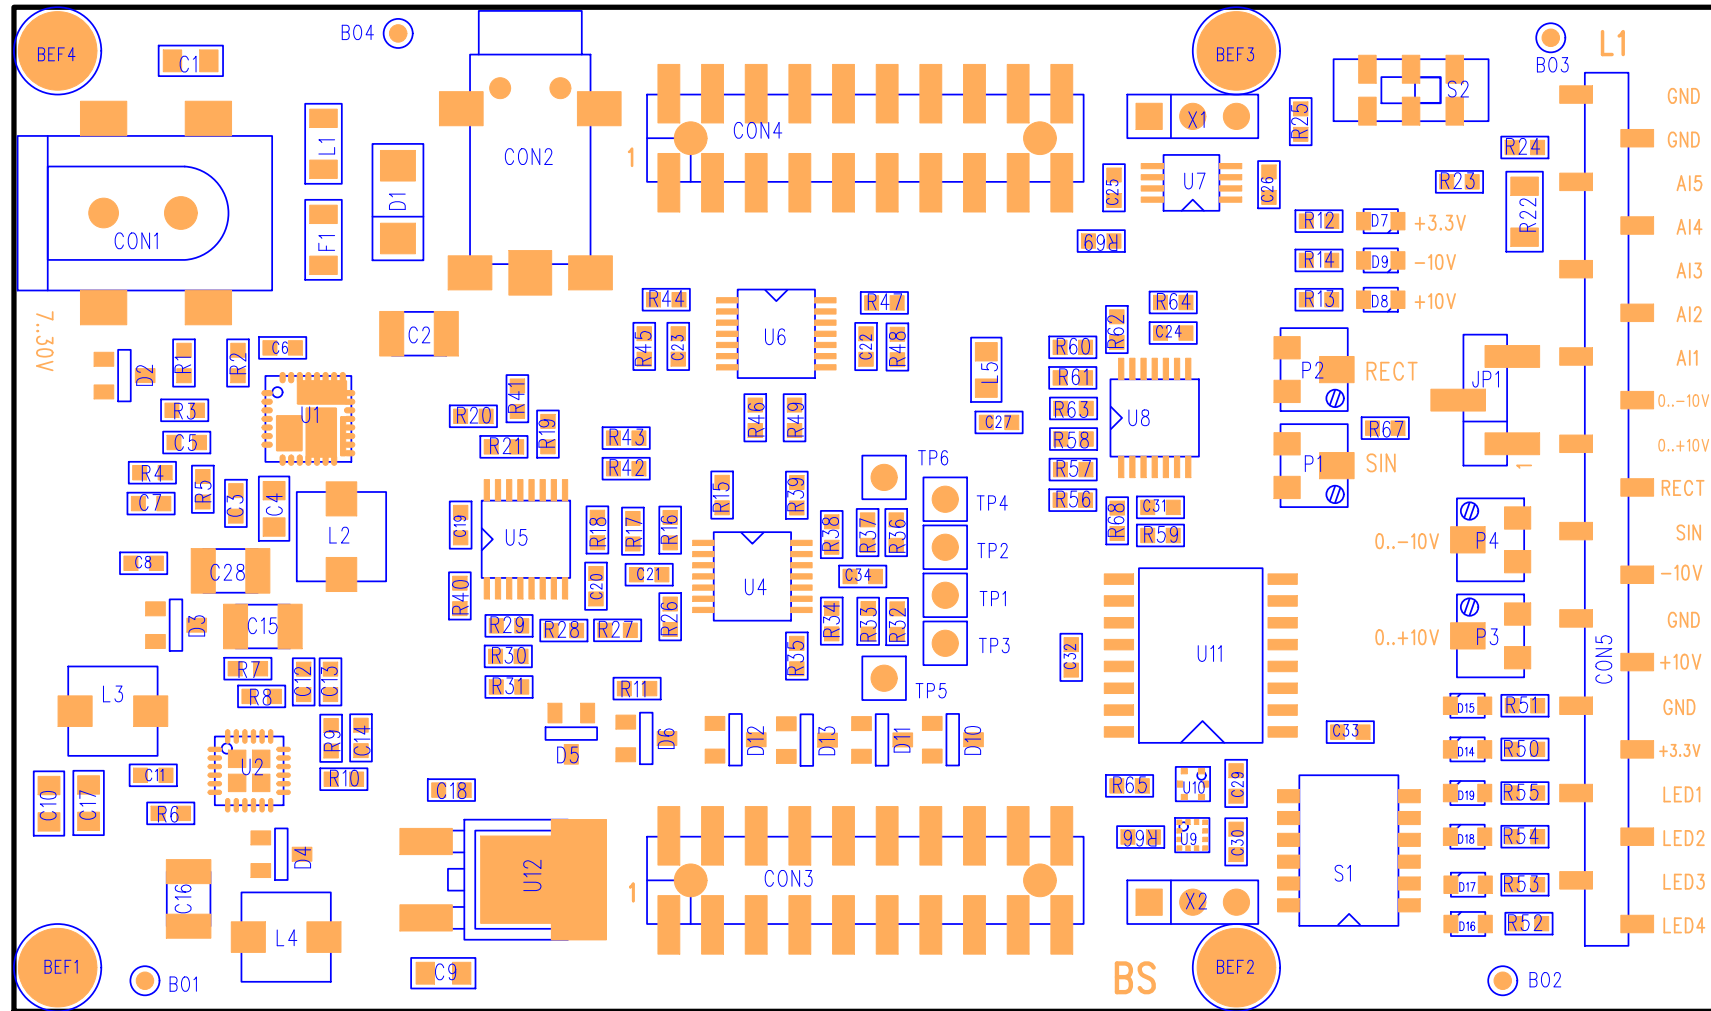 BEF4
C1
BO4
CON2
CON4
1
BEF3
X1
R25
S2
BO3
L1
GND
GND
AI5
AI4
AI3
AI2
AI1
0..-10V
0..+10V
RECT
SIN
-10V
GND
+10V
GND
+3.3V
LED1
LED2
LED3
LED4
CON5
CON1
L1
F1
D1
7..30V
C2
U7
C25
C26
R69
R24
R23
R22
R12
D7
+3.3V
R14
D9
-10V
R13
D8
+10V
D2
R1
R2
C6
U1
R3
C5
R4
C7
R5
C3
C4
L2
C8
C28
D3
C15
R7
R8
C12
C13
L3
R9
C14
U2
R10
C11
R6
C10
C17
D4
C16
L4
BEF1
BO1
R44
R45
C23
U6
R47
C22
R48
R46
R49
R20
R41
R21
R19
R43
R42
C19
U5
R18
R17
R16
C20
C21
R40
R29
R28
R27
R26
R30
R31
R11
R15
R39
U4
R38
R37
R36
C34
R34
R33
R32
R35
TP6
TP4
TP2
TP1
TP3
TP5
D5
D6
D12
D13
D11
D10
C18
U12
C9
1
CON3
L5
C27
R60
R61
R63
R58
R57
R56
R62
R64
C24
U8
R68
C31
R59
P2
RECT
P1
SIN
R67
JP1
1
P4
0..-10V
P3
0..+10V
U11
C32
C33
R65
U10
C29
R66
U9
C30
X2
S1
D15
R51
D14
R50
D19
R55
D18
R54
D17
R53
D16
R52
BS
BEF2
BO2